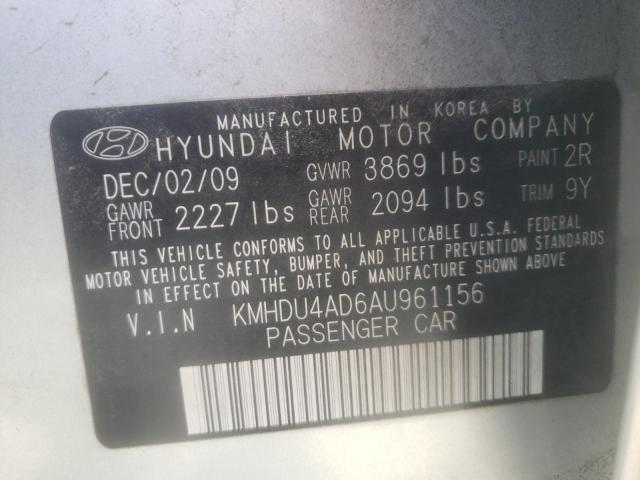 MANUFACTURED IN KOREA BY
HYUNDAI MOTOR COMPANY
DEC/02/09 GVWR 3869 lbs PAINT 2R
GAWR FRONT 2227 lbs GAWR REAR 2094 lbs TRIM 9Y
THIS VEHICLE CONFORMS TO ALL APPLICABLE U.S.A. FEDERAL
MOTOR VEHICLE SAFETY, BUMPER, AND THEFT PREVENTION STANDARDS
IN EFFECT ON THE DATE OF MANUFACTURE SHOWN ABOVE
V.I.N KMHDU4AD6AU961156
PASSENGER CAR